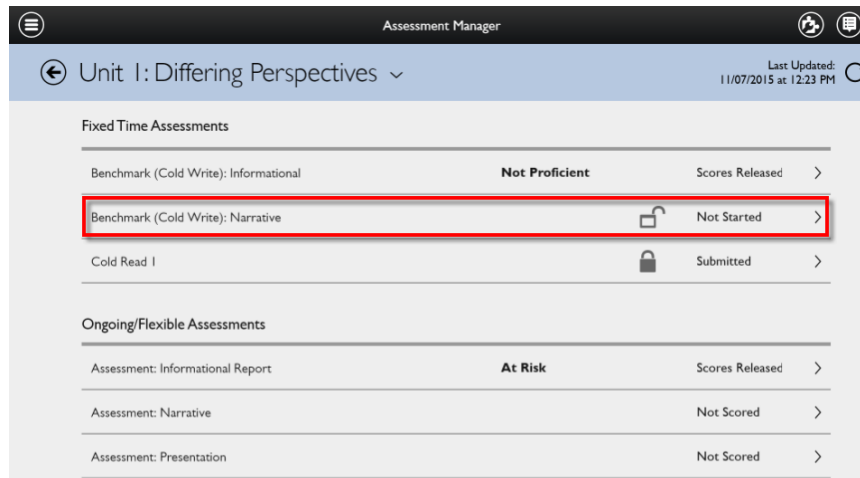 Assessment Manager
Unit 1: Differing Perspectives
Last Updated:
11/07/2015 at 12:23 PM
Fixed Time Assessments
Benchmark (Cold Write): Informational Not Proficient Scores Released
Benchmark (Cold Write): Narrative Not Started
Cold Read 1 Submitted
Ongoing/Flexible Assessments
Assessment: Informational Report At Risk Scores Released
Assessment: Narrative Not Scored
Assessment: Presentation Not Scored